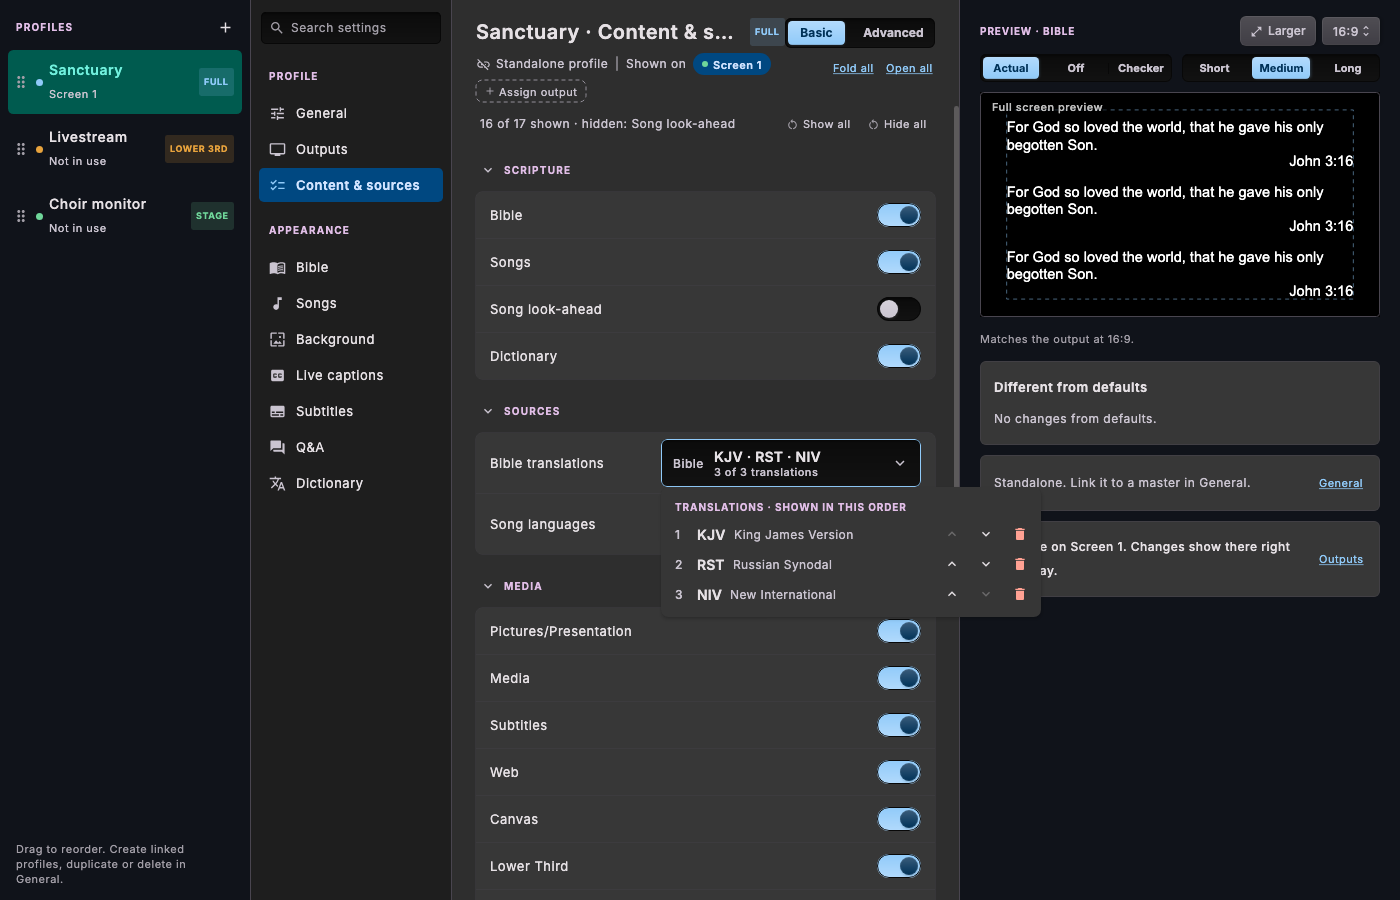 PROFILES
Sanctuary
Screen 1
FULL
Livestream
Not in use
LOWER 3RD
Choir monitor
Not in use
STAGE
Drag to reorder. Create linked
profiles, duplicate or delete in
General.
Search settings
PROFILE
General
Outputs
Content & sources
APPEARANCE
Bible
Songs
Background
Live captions
Subtitles
Q&A
Dictionary
Sanctuary · Content & s...
FULL
Basic
Advanced
Standalone profile | Shown on
Screen 1
Fold all
Open all
+ Assign output
16 of 17 shown · hidden: Song look-ahead
Show all
Hide all
SCRIPTURE
Bible
Songs
Song look-ahead
Dictionary
SOURCES
Bible translations
Bible
KJV · RST · NIV
3 of 3 translations
Song languages
TRANSLATIONS · SHOWN IN THIS ORDER
1 KJV King James Version
2 RST Russian Synodal
3 NIV New International
MEDIA
Pictures/Presentation
Media
Subtitles
Web
Canvas
Lower Third
PREVIEW · BIBLE
Larger
16:9
Actual
Off
Checker
Short
Medium
Long
Full screen preview
For God so loved the world, that he gave his only
begotten Son.
John 3:16
For God so loved the world, that he gave his only
begotten Son.
John 3:16
For God so loved the world, that he gave his only
begotten Son.
John 3:16
Matches the output at 16:9.
Different from defaults
No changes from defaults.
Standalone. Link it to a master in General.
General
e on Screen 1. Changes show there right
ay.
Outputs